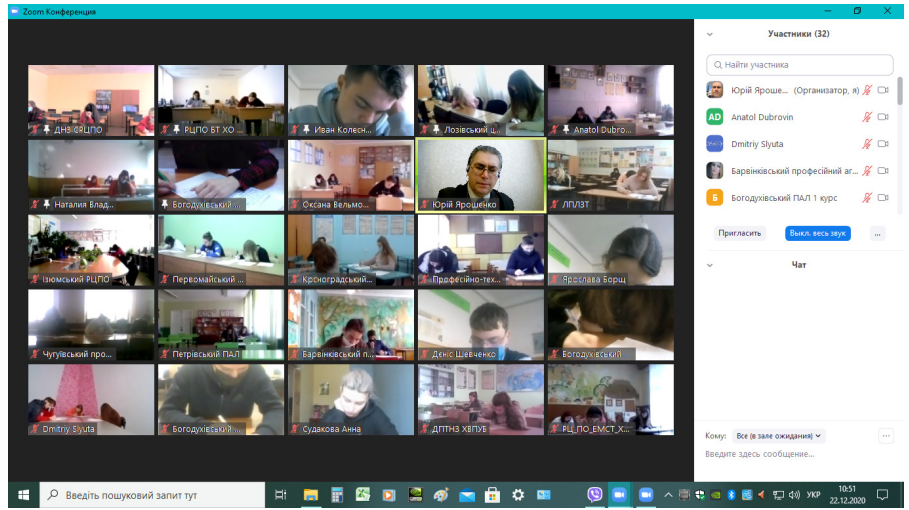 Zoom Конференция
ДНЗ СРЦПО
РЦПО БТ ХО ...
Иван Колесн...
Лозівський ц...
Anatol Dubro...
Наталия Влад...
Богодухівський ...
Оксана Вельмо...
Юрій Ярошенко
ЛПЛЗТ
Ізюмський РЦПО
Первомайський ...
Крсноградський...
Професійно-тех...
Ярослава Борщ
Чугуївський про...
Петрівський ПАЛ
Барвінківський п...
Деніс Шевченко
Богодухівський
Dmitriy Slyuta
Богодухівський ...
Судакова Анна
ДПТНЗ ХВПУБ
РЦ_ПО_ЕМСТ_Х...
Участники (32)
Найти участника
Юрій Яроше... (Организатор, я)
AD Anatol Dubrovin
Dmitriy Slyuta
Барвінківський професійний аг...
Б Богодухівський ПАЛ 1 курс
Пригласить Выкл. весь звук ...
Чат
Кому: Все (в зале ожидания) ...
Введите здесь сообщение...
Введіть пошуковий запит тут
УКР
10:51
22.12.2020